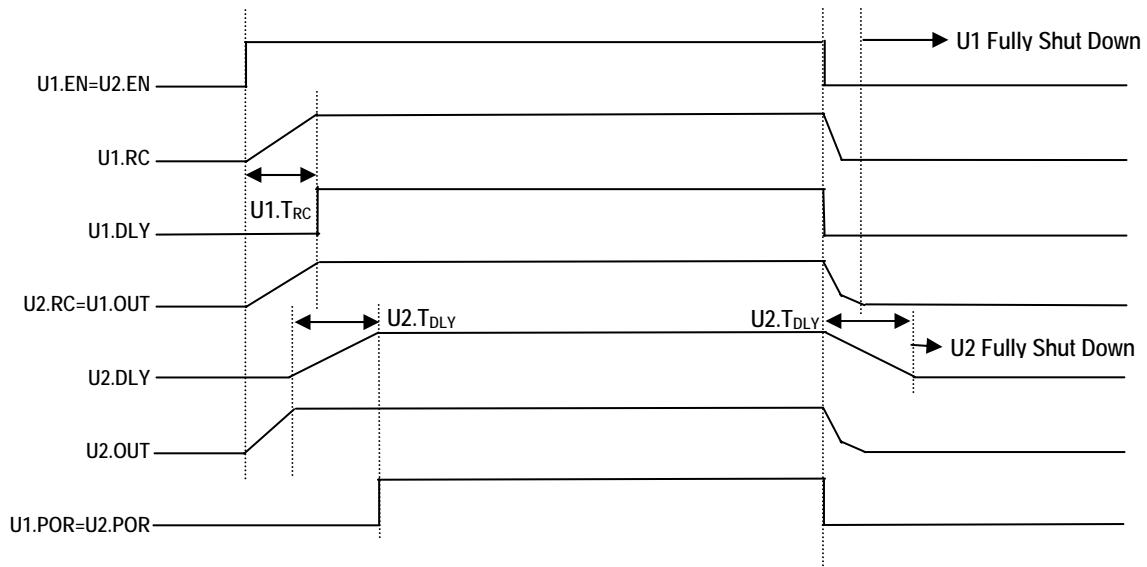 U1 Fully Shut Down
U1.EN=U2.EN
U1.RC
U1.TRC
U1.DLY
U2.RC=U1.OUT
U2.TDLY
U2.TDLY
U2 Fully Shut Down
U2.DLY
U2.OUT
U1.POR=U2.POR